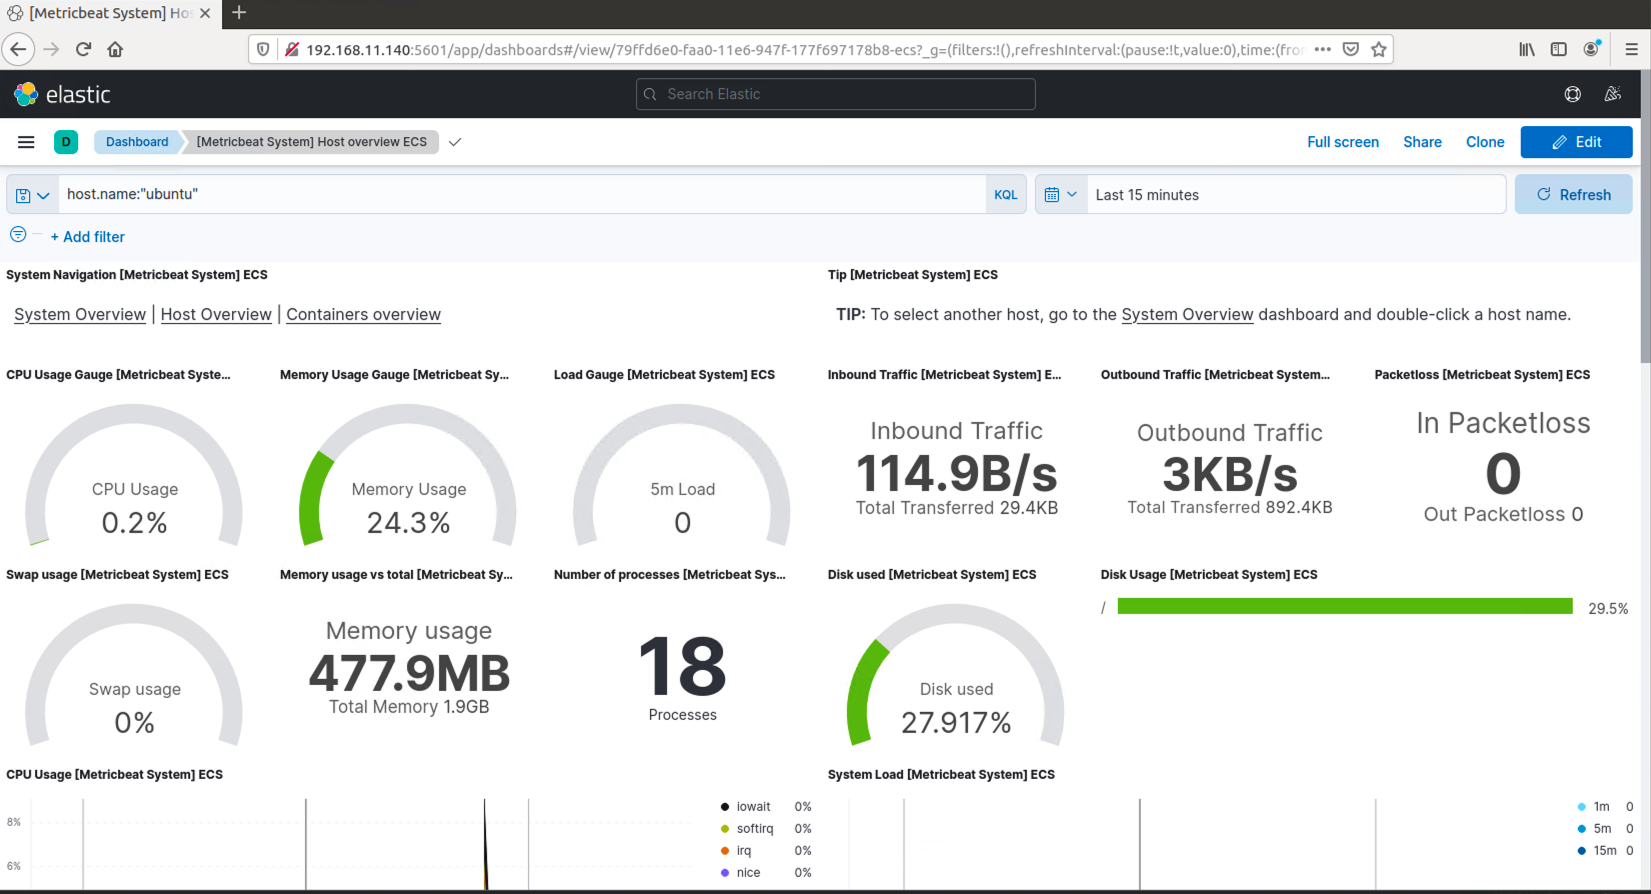 [Metricbeat System] Hos
192.168.11.140:5601/app/dashboards#/view/79ffd6e0-faa0-11e6-947f-177f697178b8-ecs?_g=(filters:!(),refreshInterval:(pause:!t,value:0),time:(fro
elastic
Search Elastic
D
Dashboard
[Metricbeat System] Host overview ECS
Full screen
Share
Clone
Edit
host.name:"ubuntu"
KQL
Last 15 minutes
Refresh
+ Add filter
System Navigation [Metricbeat System] ECS
Tip [Metricbeat System] ECS
System Overview | Host Overview | Containers overview
TIP: To select another host, go to the System Overview dashboard and double-click a host name.
CPU Usage Gauge [Metricbeat Syste...
Memory Usage Gauge [Metricbeat Sy...
Load Gauge [Metricbeat System] ECS
Inbound Traffic [Metricbeat System] E...
Outbound Traffic [Metricbeat System...
Packetloss [Metricbeat System] ECS
CPU Usage
0.2%
Memory Usage
24.3%
5m Load
0
Inbound Traffic
114.9B/s
Total Transferred 29.4KB
Outbound Traffic
3KB/s
Total Transferred 892.4KB
In Packetloss
0
Out Packetloss 0
Swap usage [Metricbeat System] ECS
Memory usage vs total [Metricbeat Sy...
Number of processes [Metricbeat Sys...
Disk used [Metricbeat System] ECS
Disk Usage [Metricbeat System] ECS
Swap usage
0%
Memory usage
477.9MB
Total Memory 1.9GB
18
Processes
Disk used
27.917%
/
29.5%
CPU Usage [Metricbeat System] ECS
System Load [Metricbeat System] ECS
8%
6%
iowait 0%
softirq 0%
irq 0%
nice 0%
1m 0
5m 0
15m 0